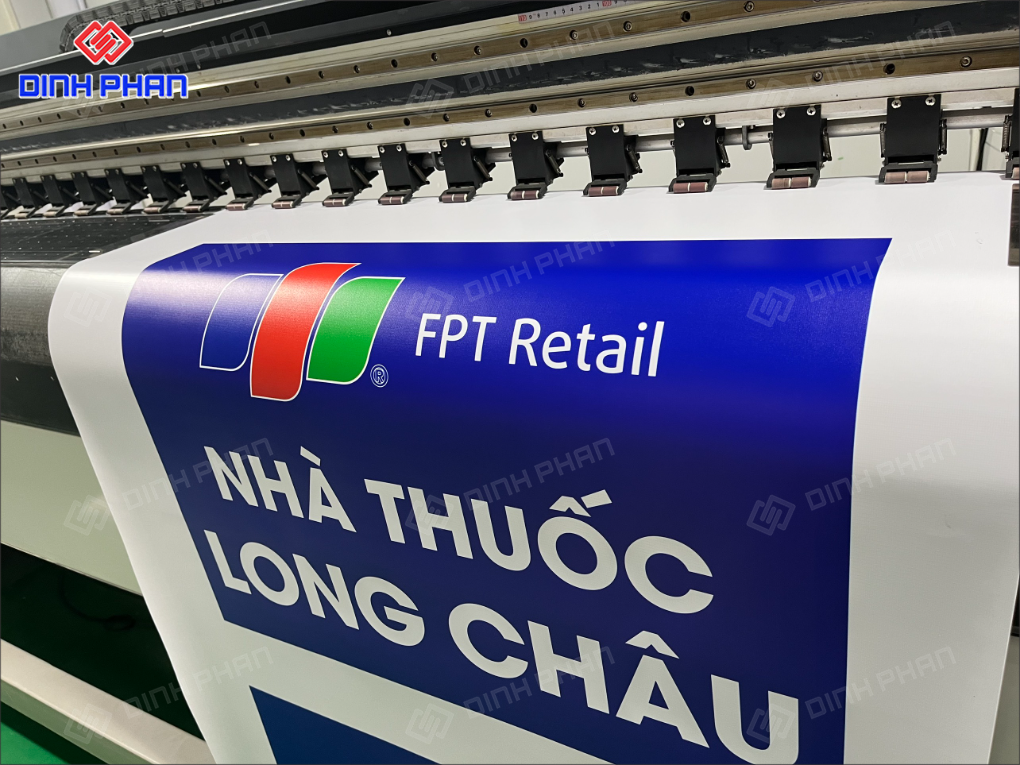 DINH PHAN
FPT Retail
®
NHÀ THUỐC
LONG CHÂU